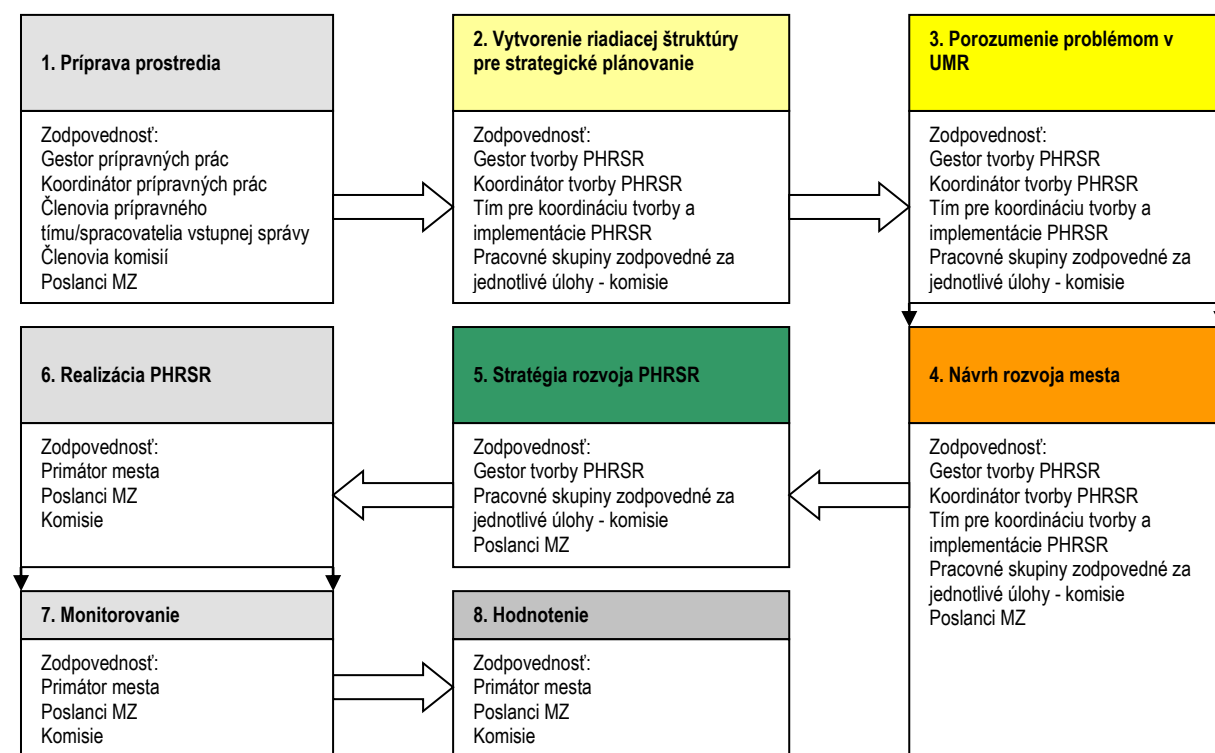 1. Príprava prostredia
Zodpovednosť:
Gestor prípravných prác
Koordinátor prípravných prác
Členovia prípravného
tímu/spracovatelia vstupnej správy
Členovia komisií
Poslanci MZ
2. Vytvorenie riadiacej štruktúry
pre strategické plánovanie
Zodpovednosť:
Gestor tvorby PHRSR
Koordinátor tvorby PHRSR
Tím pre koordináciu tvorby a
implementácie PHRSR
Pracovné skupiny zodpovedné za
jednotlivé úlohy - komisie
3. Porozumenie problémom v
UMR
Zodpovednosť:
Gestor tvorby PHRSR
Koordinátor tvorby PHRSR
Tím pre koordináciu tvorby a
implementácie PHRSR
Pracovné skupiny zodpovedné za
jednotlivé úlohy - komisie
4. Návrh rozvoja mesta
Zodpovednosť:
Gestor tvorby PHRSR
Koordinátor tvorby PHRSR
Tím pre koordináciu tvorby a
implementácie PHRSR
Pracovné skupiny zodpovedné za
jednotlivé úlohy - komisie
Poslanci MZ
5. Stratégia rozvoja PHRSR
Zodpovednosť:
Gestor tvorby PHRSR
Pracovné skupiny zodpovedné za
jednotlivé úlohy - komisie
Poslanci MZ
6. Realizácia PHRSR
Zodpovednosť:
Primátor mesta
Poslanci MZ
Komisie
7. Monitorovanie
Zodpovednosť:
Primátor mesta
Poslanci MZ
Komisie
8. Hodnotenie
Zodpovednosť:
Primátor mesta
Poslanci MZ
Komisie